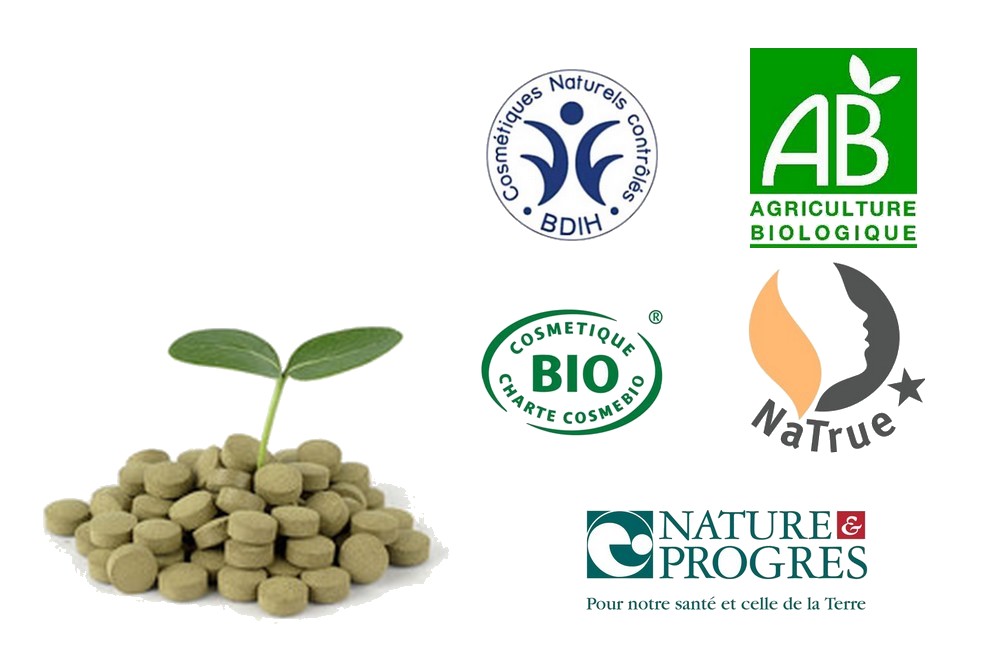 Cosmétiques Naturels contrôlés
• BDIH •
AB
AGRICULTURE
BIOLOGIQUE
COSMETIQUE
BIO
CHARTE COSMEBIO
®
NaTrue
NATURE &
PROGRES
Pour notre santé et celle de la Terre